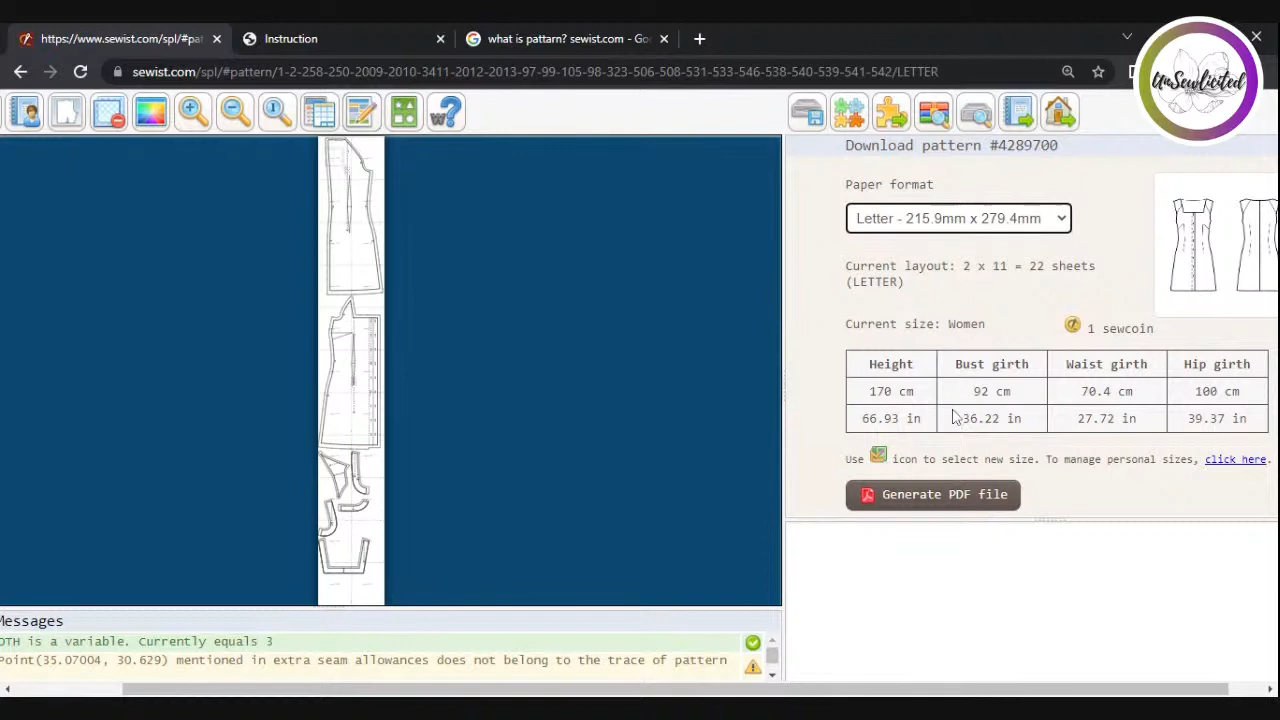 https://www.sewist.com/spl/#pat
Instruction
what is pattarn? sewist.com - Go
sewist.com/spl/#pattern/1-2-258-250-2009-2010-3411-2012-2013-97-99-105-98-323-506-508-531-533-546-538-540-539-541-542/LETTER
UnSewlicited
Download pattern #4289700
Paper format
Letter - 215.9mm x 279.4mm
Current layout: 2 x 11 = 22 sheets
(LETTER)
Current size: Women
1 sewcoin
Height Bust girth Waist girth Hip girth
170 cm 92 cm 70.4 cm 100 cm
66.93 in 36.22 in 27.72 in 39.37 in
Use icon to select new size. To manage personal sizes, click here.
Generate PDF file
Messages
OTH is a variable. Currently equals 3
Point(35.07004, 30.629) mentioned in extra seam allowances does not belong to the trace of pattern